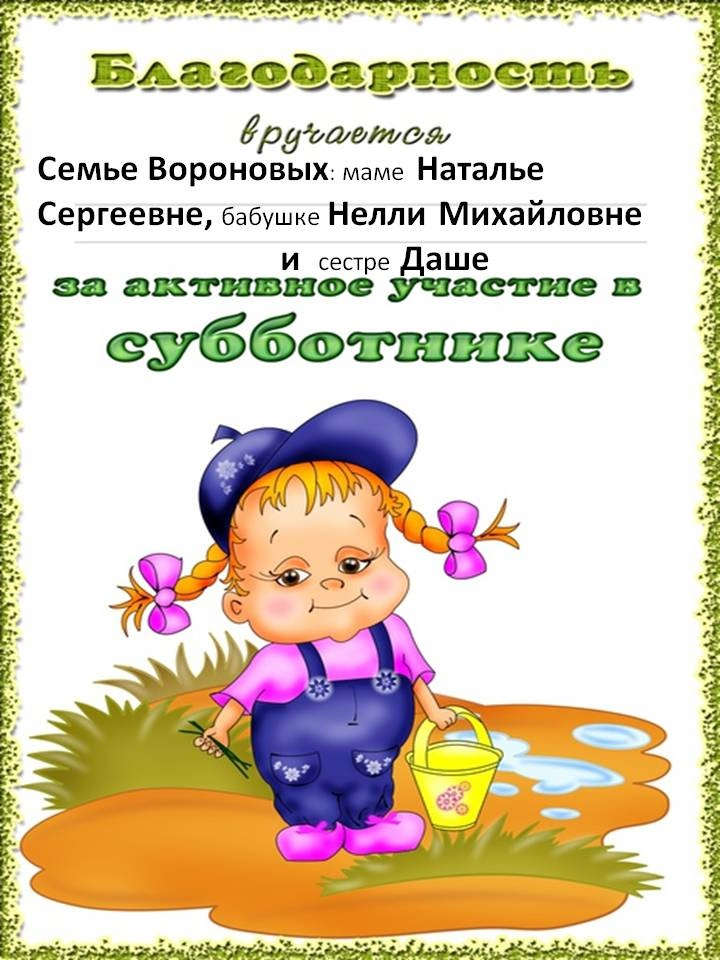 Благодарность
вручается
Семье Вороновых: маме Наталье
Сергеевне, бабушке Нелли Михайловне
и сестре Даше
за активное участие в
субботнике